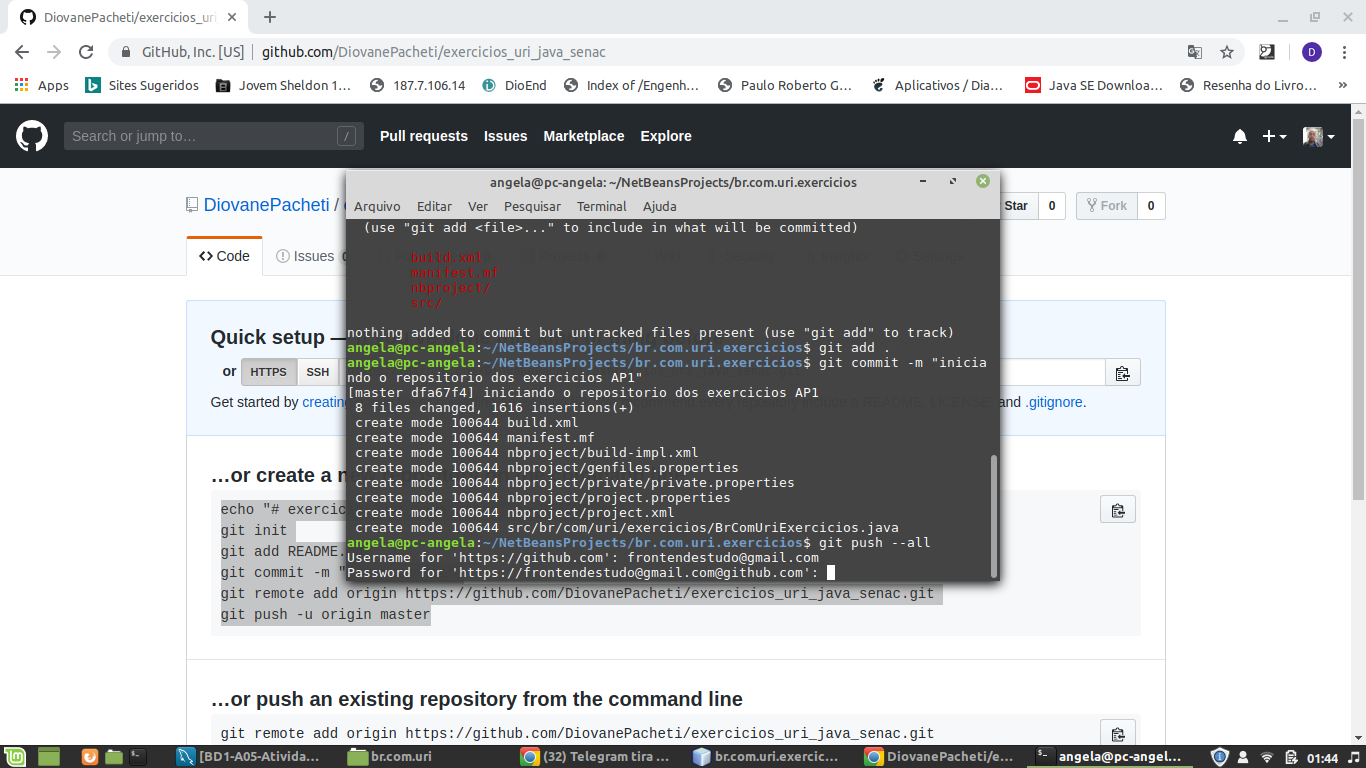 DiovanePacheti/exercicios_uri
GitHub, Inc. [US] | github.com/DiovanePacheti/exercicios_uri_java_senac
D
Apps
Sites Sugeridos
Jovem Sheldon 1…
187.7.106.14
DioEnd
Index of /Engenh…
Paulo Roberto G…
Aplicativos / Dia…
Java SE Downloa…
Resenha do Livro…
»
Search or jump to…
/
Pull requests
Issues
Marketplace
Explore
DiovanePacheti /
Star
0
Fork
0
<> Code
Issues
angela@pc-angela: ~/NetBeansProjects/br.com.uri.exercicios
Arquivo Editar Ver Pesquisar Terminal Ajuda
(use "git add <file>..." to include in what will be committed)
build.xml
manifest.mf
nbproject/
src/
nothing added to commit but untracked files present (use "git add" to track)
angela@pc-angela:~/NetBeansProjects/br.com.uri.exercicios$ git add .
angela@pc-angela:~/NetBeansProjects/br.com.uri.exercicios$ git commit -m "inicia
ndo o repositorio dos exercicios AP1"
[master dfa67f4] iniciando o repositorio dos exercicios AP1
8 files changed, 1616 insertions(+)
create mode 100644 build.xml
create mode 100644 manifest.mf
create mode 100644 nbproject/build-impl.xml
create mode 100644 nbproject/genfiles.properties
create mode 100644 nbproject/private/private.properties
create mode 100644 nbproject/project.properties
create mode 100644 nbproject/project.xml
create mode 100644 src/br/com/uri/exercicios/BrComUriExercicios.java
angela@pc-angela:~/NetBeansProjects/br.com.uri.exercicios$ git push --all
Username for 'https://github.com': frontendestudo@gmail.com
Password for 'https://frontendestudo@gmail.com@github.com':
Quick setup —
or HTTPS SSH
Get started by creating
and .gitignore.
…or create a n
echo "# exercic
git init
git add README.
git commit -m "
git remote add origin https://github.com/DiovanePacheti/exercicios_uri_java_senac.git
git push -u origin master
…or push an existing repository from the command line
git remote add origin https://github.com/DiovanePacheti/exercicios_uri_java_senac.git
[BD1-A05-Ativida…
br.com.uri
(32) Telegram tira …
br.com.uri.exercic…
DiovanePacheti/e…
angela@pc-angel…
01:44